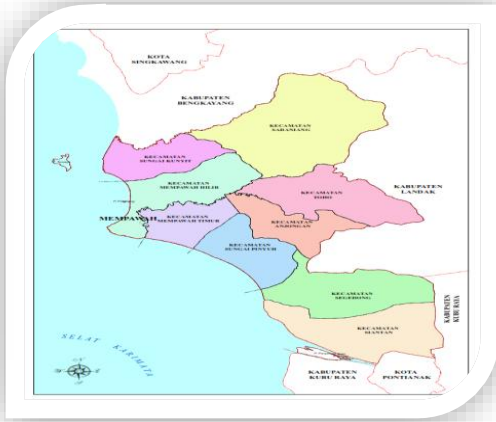 KOTA
SINGKAWANG
KABUPATEN
BENGKAYANG
KECAMATAN
SADANIANG
KECAMATAN
SUNGAI KUNYIT
KECAMATAN
MEMPAWAH HILIR
KABUPATEN
LANDAK
KECAMATAN
TOHO
MEMPAWAH
KECAMATAN
MEMPAWAH TIMUR
KECAMATAN
ANJONGAN
KECAMATAN
SUNGAI PINYUH
KECAMATAN
SEGEDONG
KABUPATEN
KUBU RAYA
KECAMATAN
SIANTAN
SELAT KARIMATA
N
KABUPATEN
KUBU RAYA
KOTA
PONTIANAK